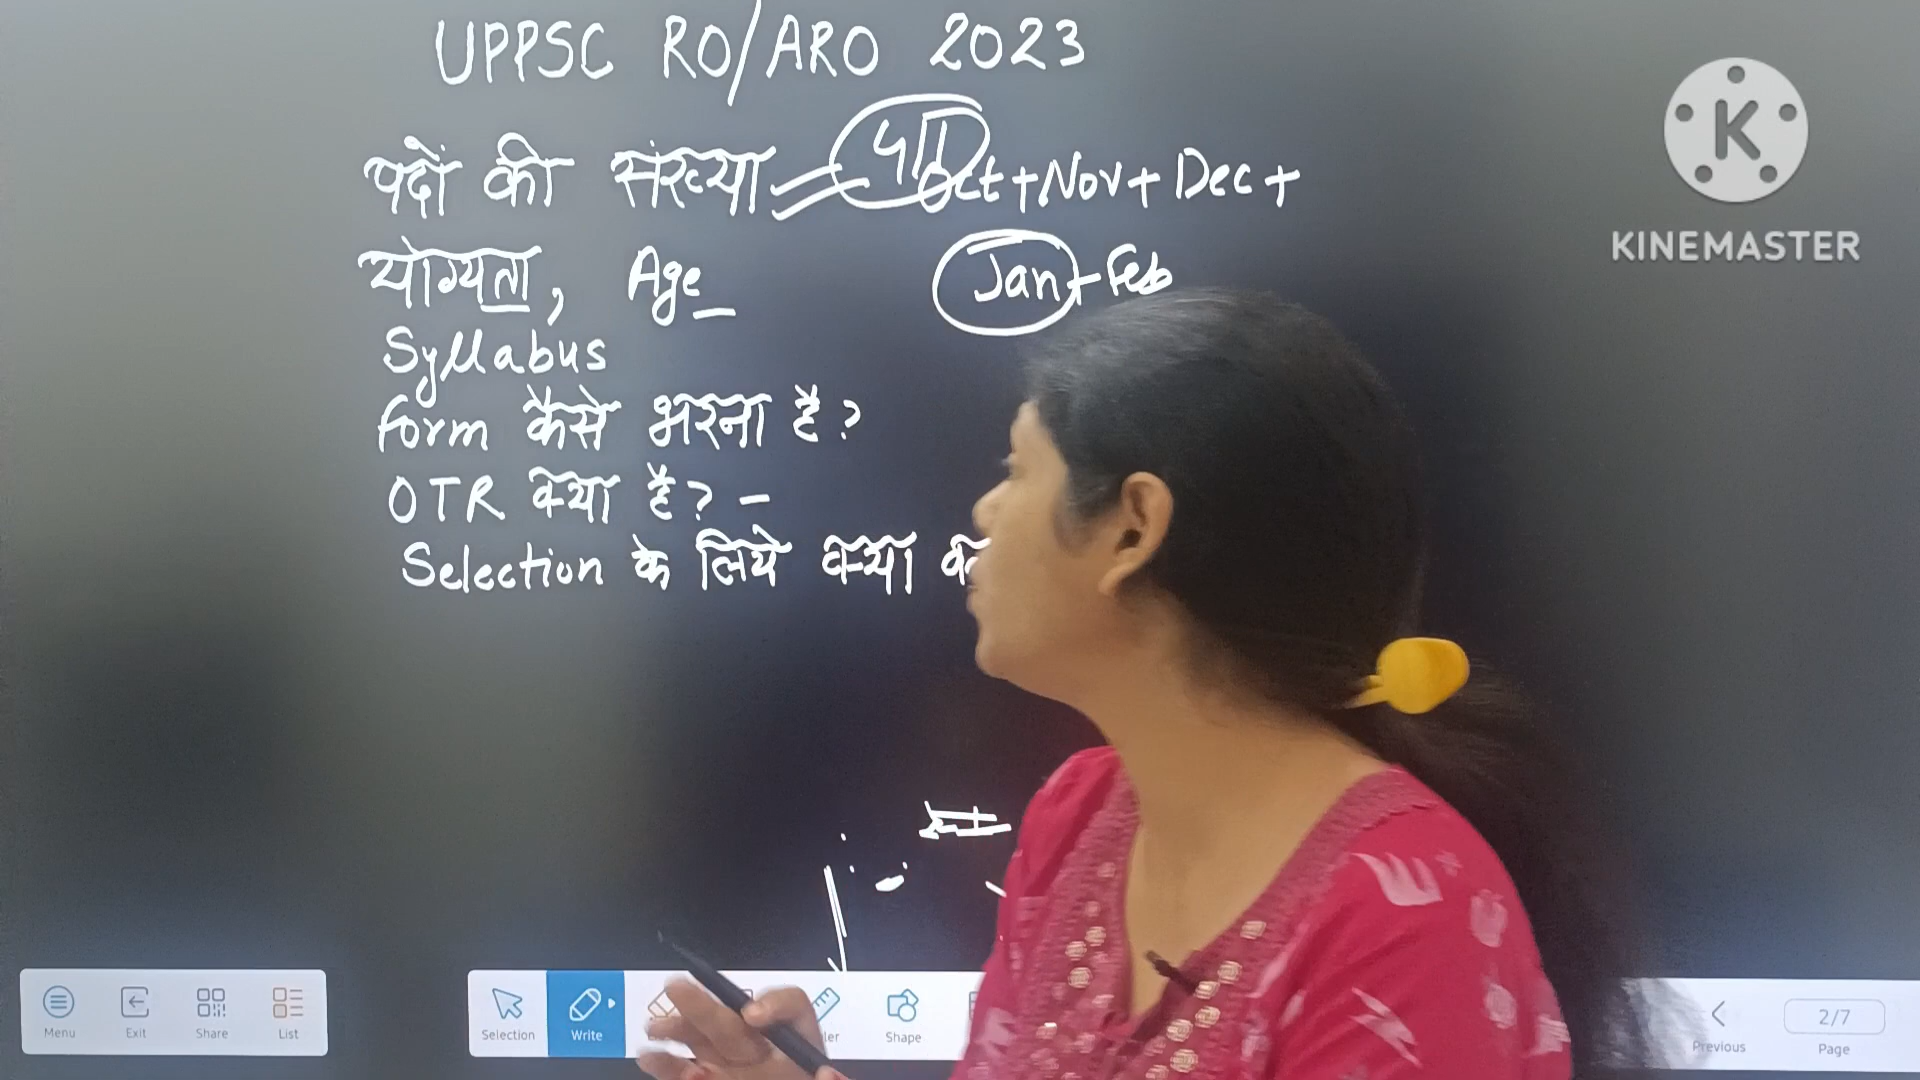 UPPSC RO/ARO 2023
पदों की संख्या = 411
Oct + Nov + Dec +
योग्यता, Age _
Jan + Feb
Syllabus
form कैसे भरना है?
OTR क्या है? -
Selection के लिये क्या
K
KINEMASTER
Menu Exit Share List
Selection Write Shape
Previous 2/7 Page